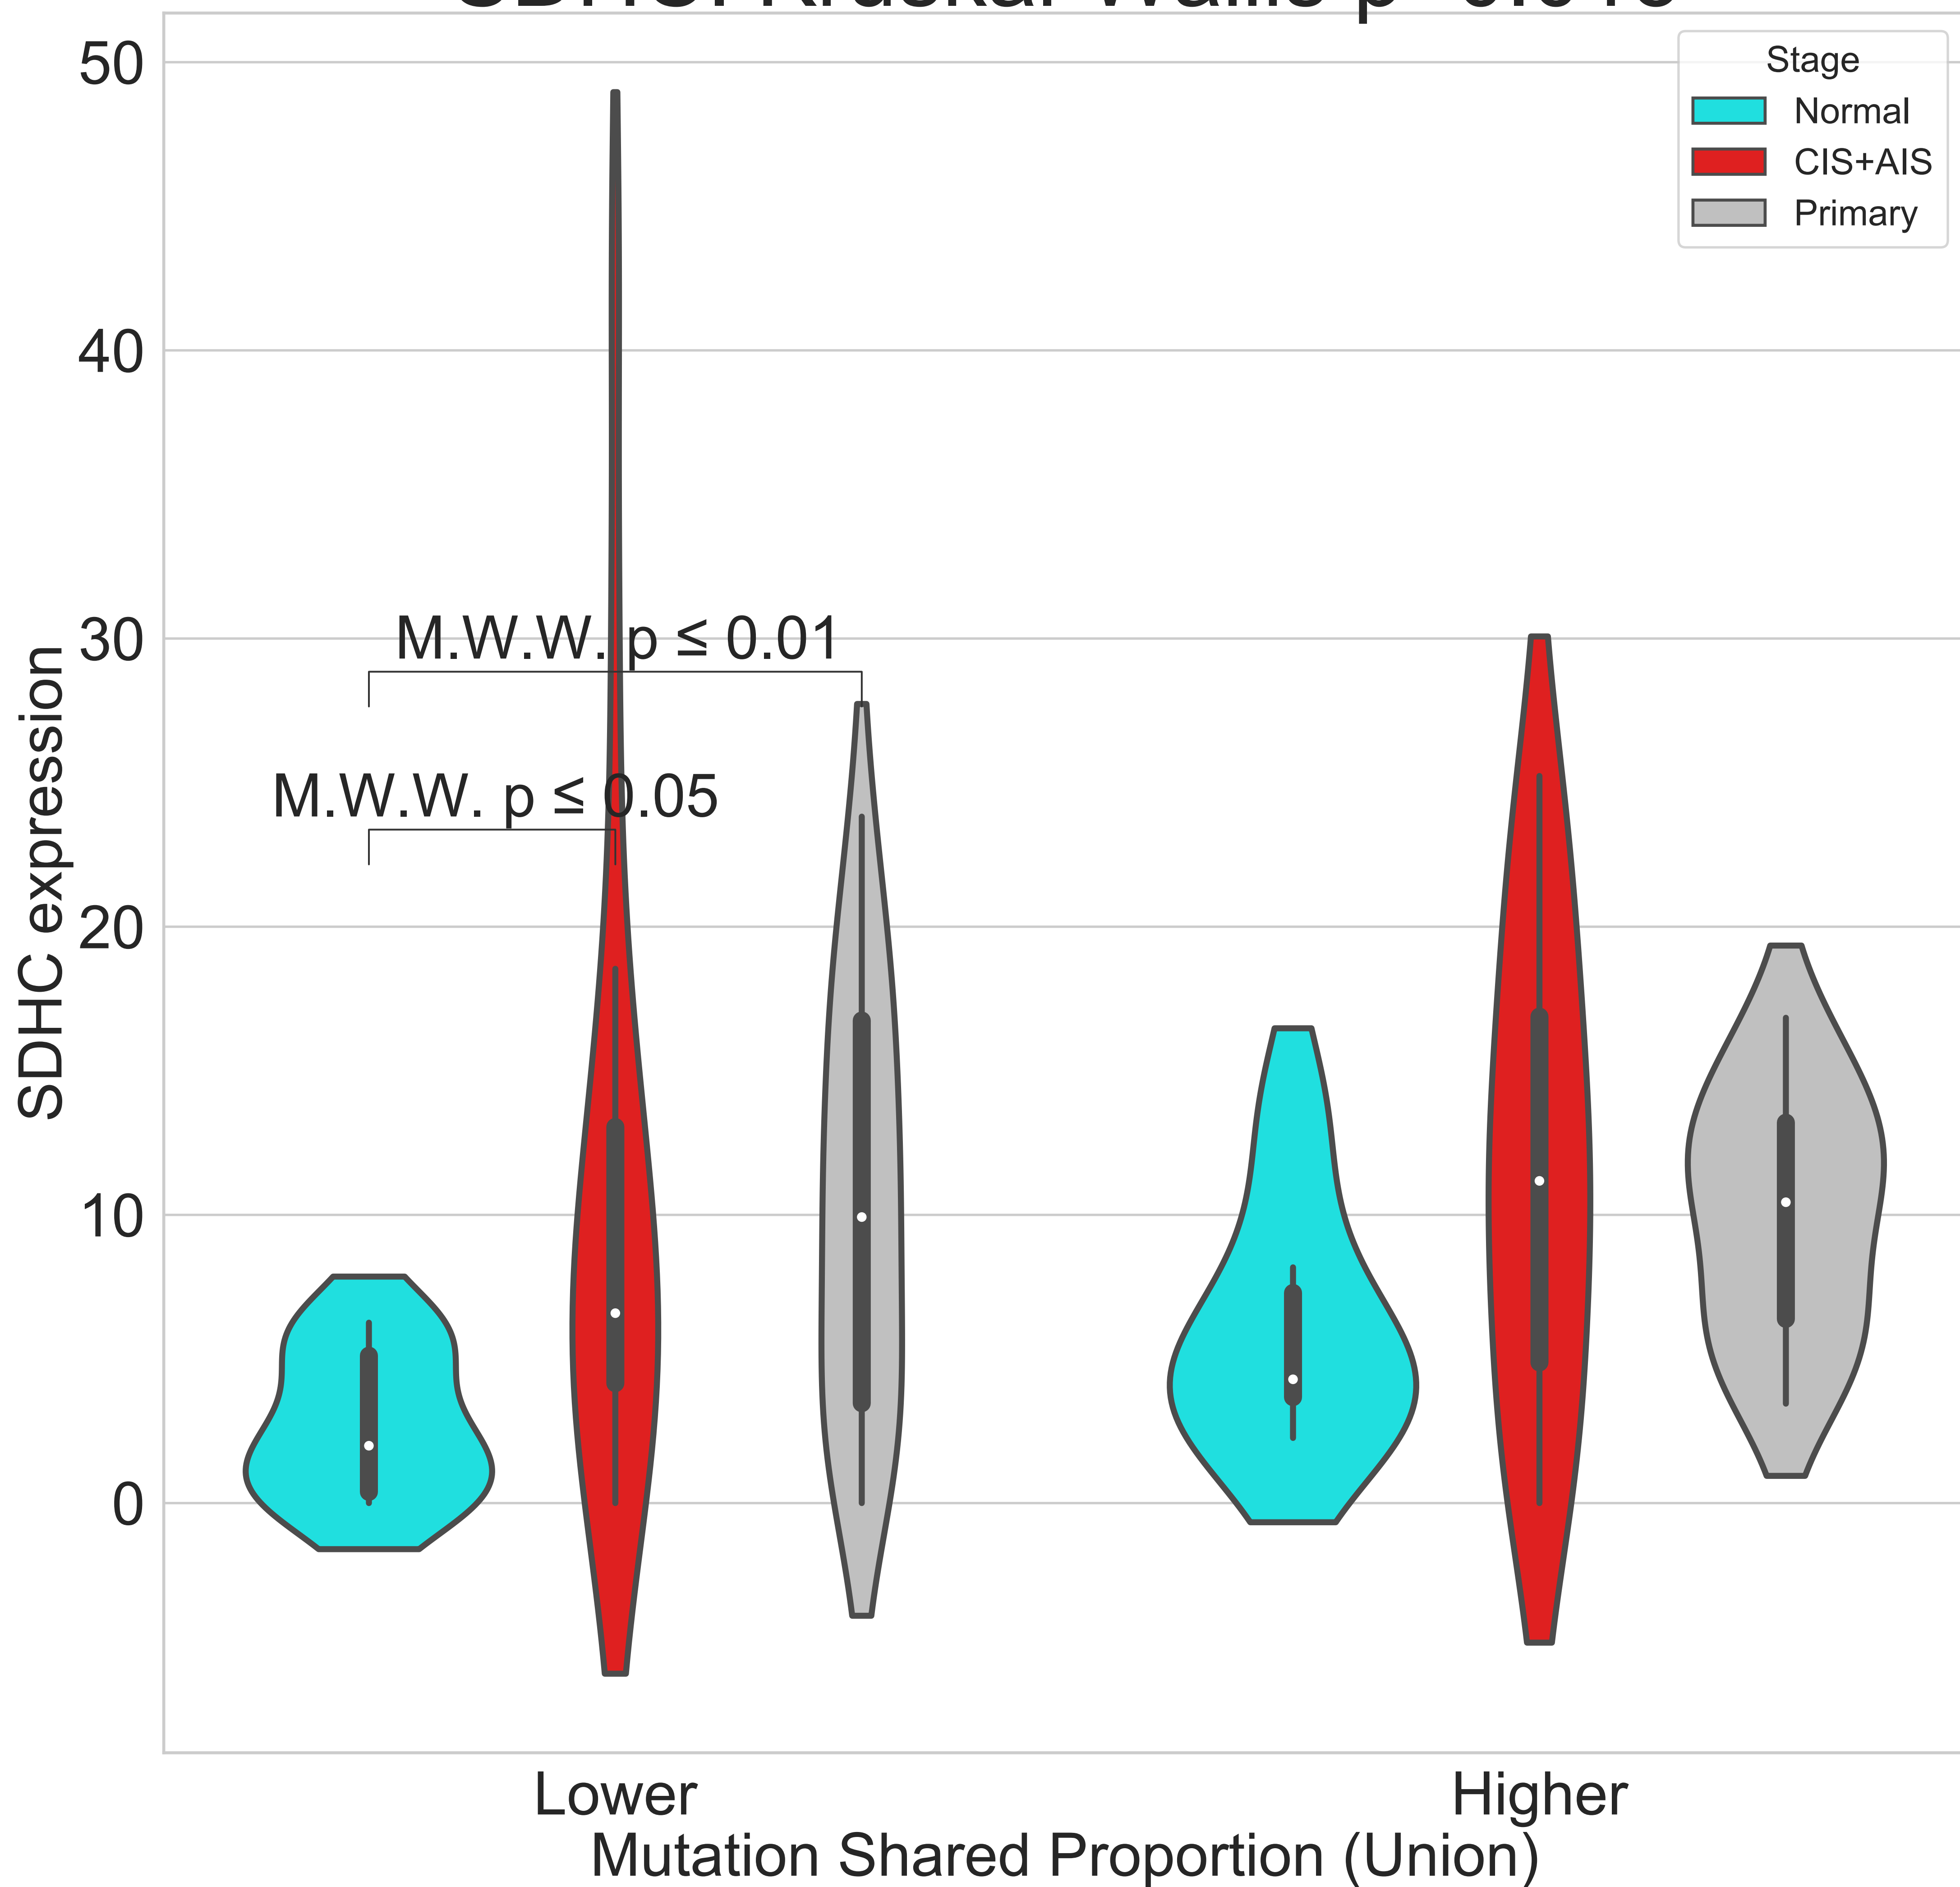 50
40
30
20
10
0
SDHC expression
Stage
Normal
CIS+AIS
Primary
M.W.W. p ≤ 0.01
M.W.W. p ≤ 0.05
Lower
Higher
Mutation Shared Proportion (Union)